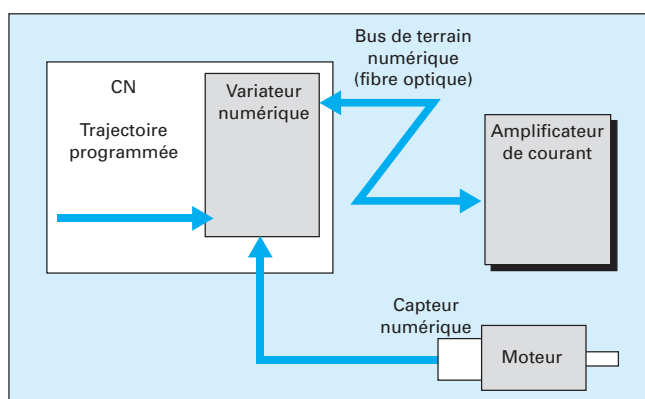 Bus de terrain
numérique
(fibre optique)
CN
Trajectoire
programmée
Variateur
numérique
Amplificateur
de courant
Capteur
numérique
Moteur